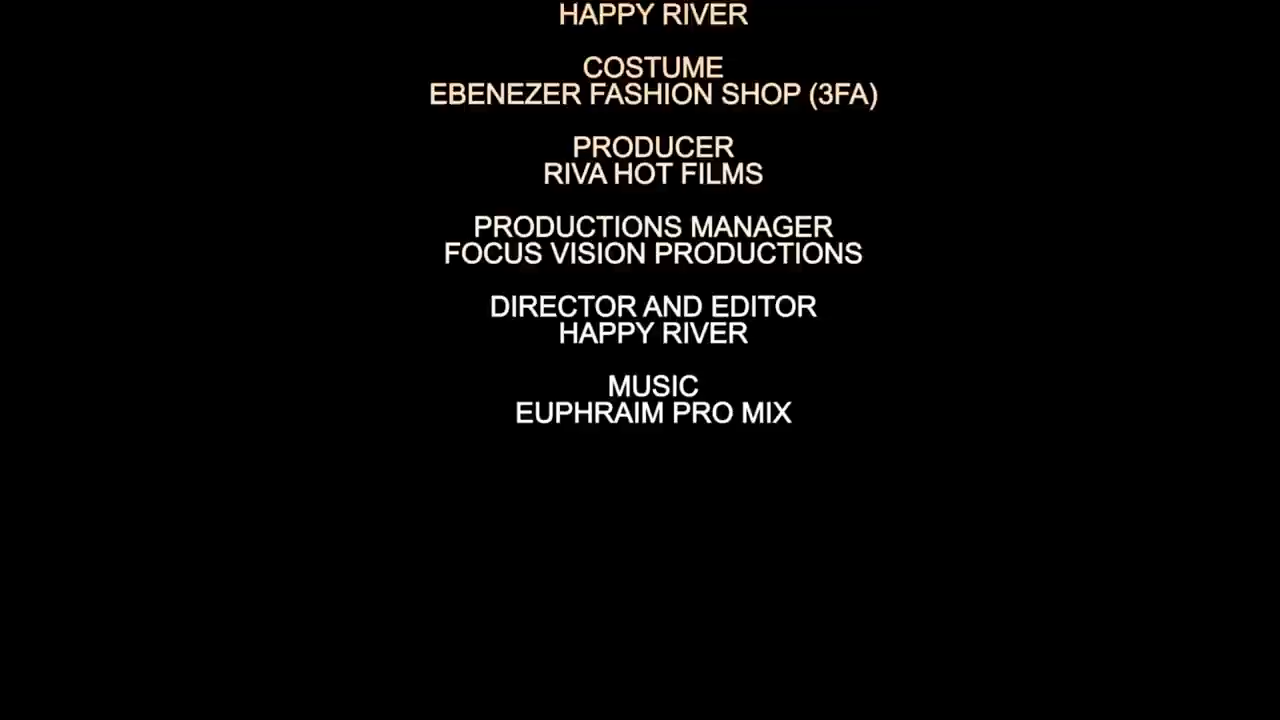 HAPPY RIVER
COSTUME
EBENEZER FASHION SHOP (3FA)
PRODUCER
RIVA HOT FILMS
PRODUCTIONS MANAGER
FOCUS VISION PRODUCTIONS
DIRECTOR AND EDITOR
HAPPY RIVER
MUSIC
EUPHRAIM PRO MIX